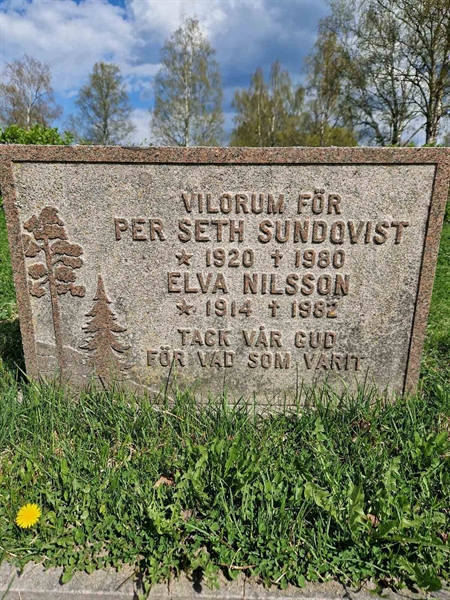 VILORUM FÖR
PER SETH SUNDQVIST
★ 1920 † 1980
ELVA NILSSON
★ 1914 † 1982
TACK VÅR GUD
FÖR VAD SOM VARIT